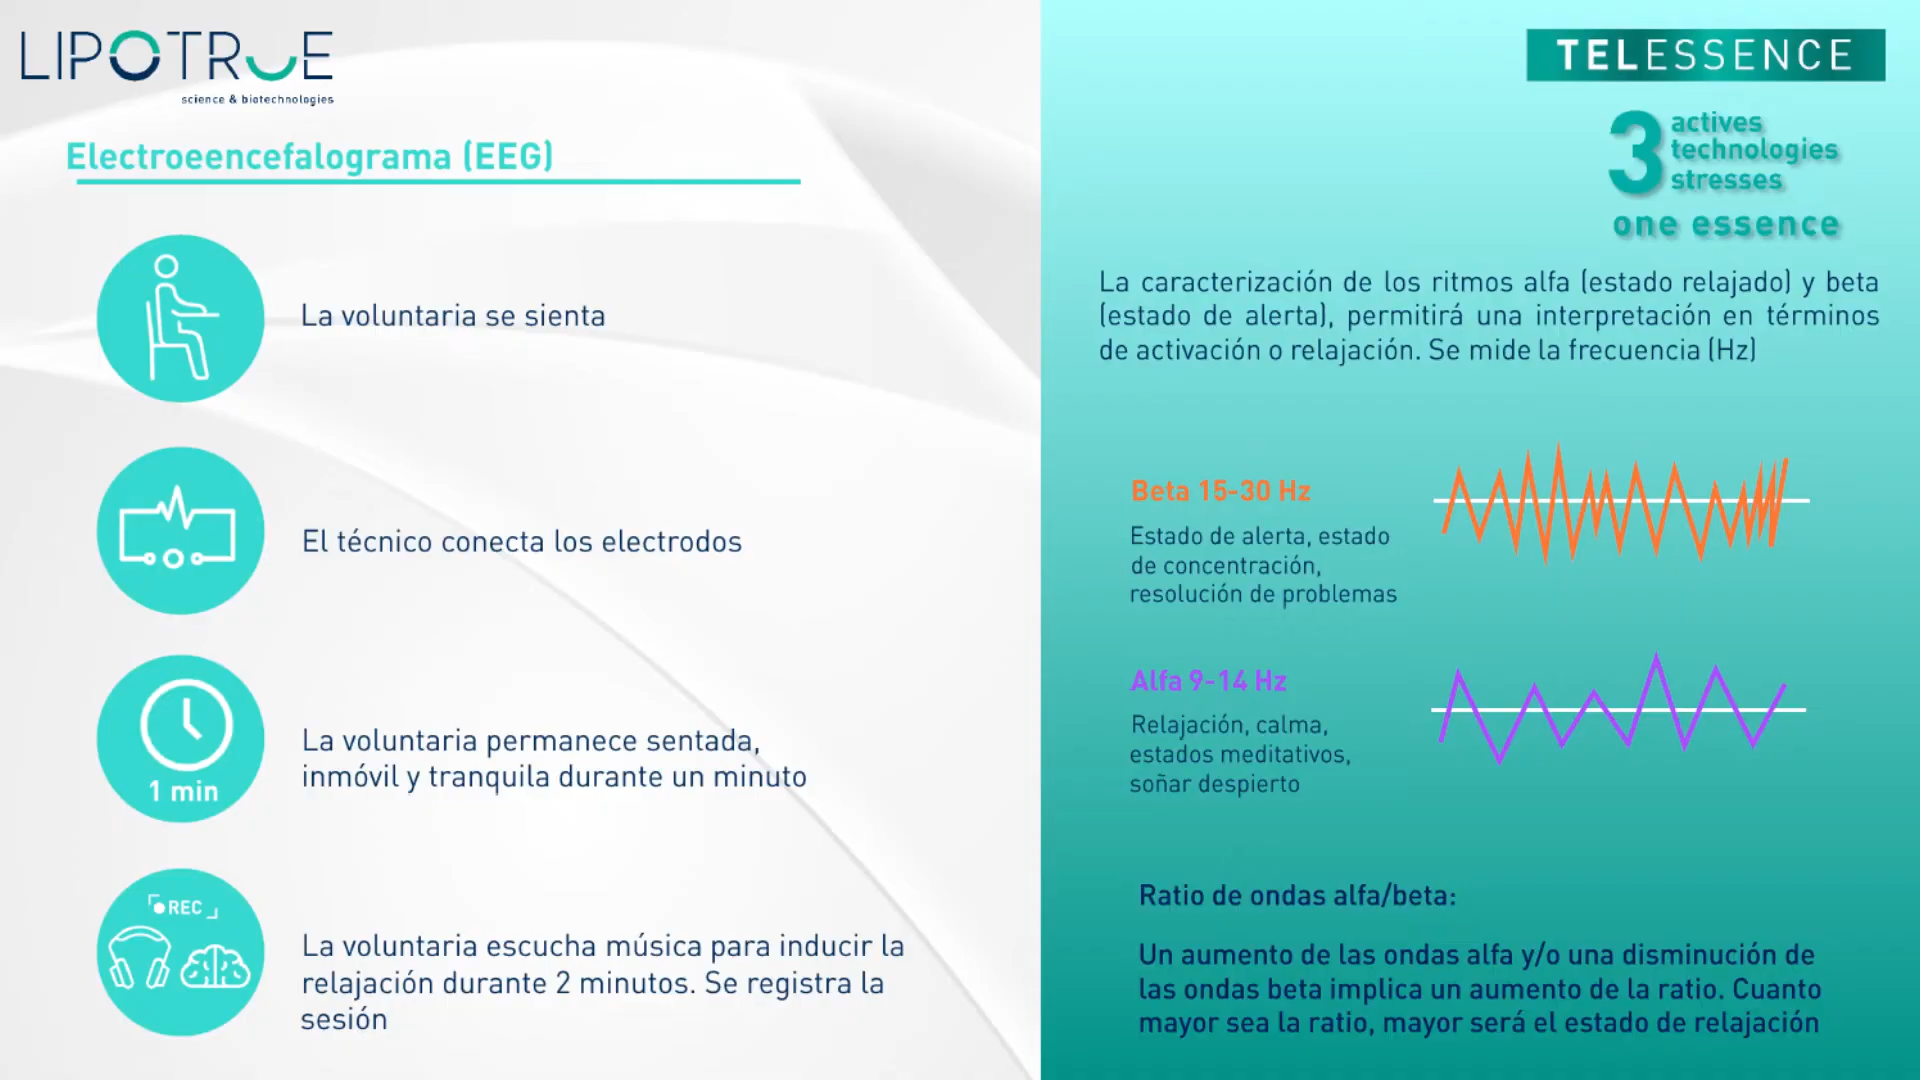 LIPOTRUE
science & biotechnologies
Electroeencefalograma (EEG)
La voluntaria se sienta
El técnico conecta los electrodos
1 min
La voluntaria permanece sentada,
inmóvil y tranquila durante un minuto
REC
La voluntaria escucha música para inducir la
relajación durante 2 minutos. Se registra la
sesión
TELESSENCE
3 actives
technologies
stresses
one essence
La caracterización de los ritmos alfa (estado relajado) y beta
(estado de alerta), permitirá una interpretación en términos
de activación o relajación. Se mide la frecuencia (Hz)
Beta 15-30 Hz
Estado de alerta, estado
de concentración,
resolución de problemas
Alfa 9-14 Hz
Relajación, calma,
estados meditativos,
soñar despierto
Ratio de ondas alfa/beta:
Un aumento de las ondas alfa y/o una disminución de
las ondas beta implica un aumento de la ratio. Cuanto
mayor sea la ratio, mayor será el estado de relajación